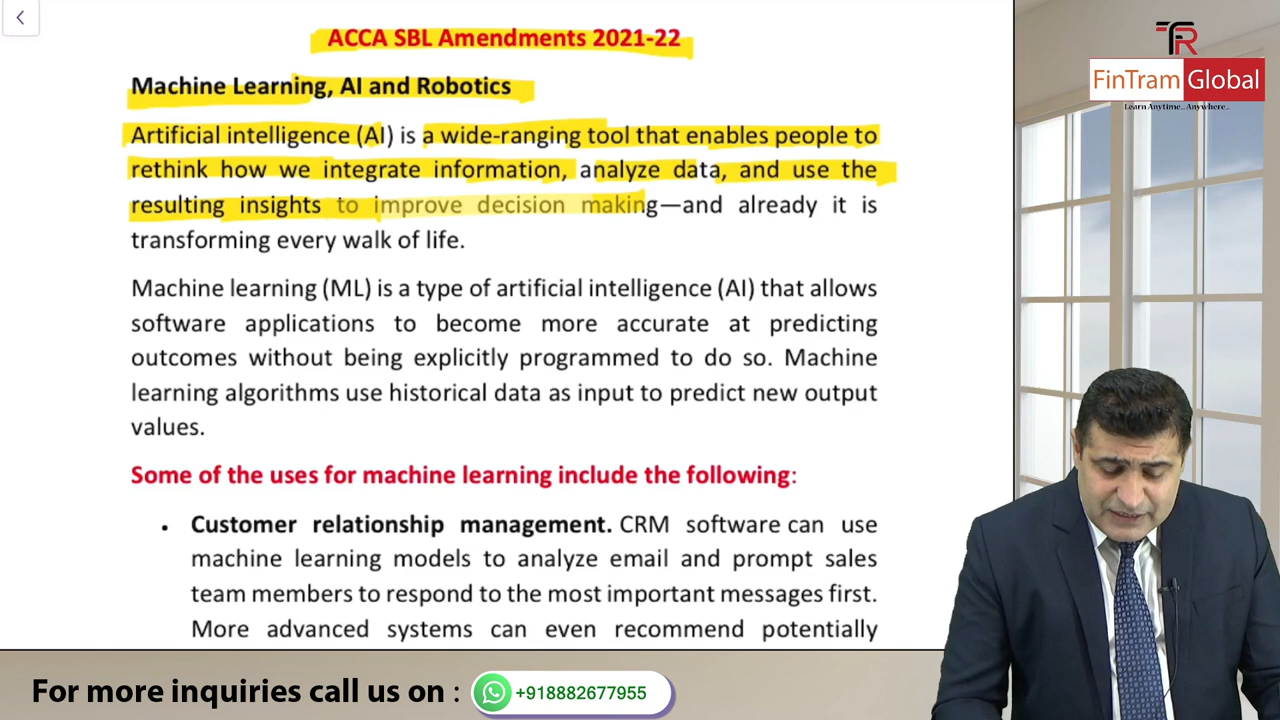 ACCA SBL Amendments 2021-22
Machine Learning, AI and Robotics
Artificial intelligence (AI) is a wide-ranging tool that enables people to
rethink how we integrate information, analyze data, and use the
resulting insights to improve decision making—and already it is
transforming every walk of life.
Machine learning (ML) is a type of artificial intelligence (AI) that allows
software applications to become more accurate at predicting
outcomes without being explicitly programmed to do so. Machine
learning algorithms use historical data as input to predict new output
values.
Some of the uses for machine learning include the following:
• Customer relationship management. CRM software can use
machine learning models to analyze email and prompt sales
team members to respond to the most important messages first.
More advanced systems can even recommend potentially
TR
FinTram Global
Learn Anytime.. Anywhere..
For more inquiries call us on : +918882677955